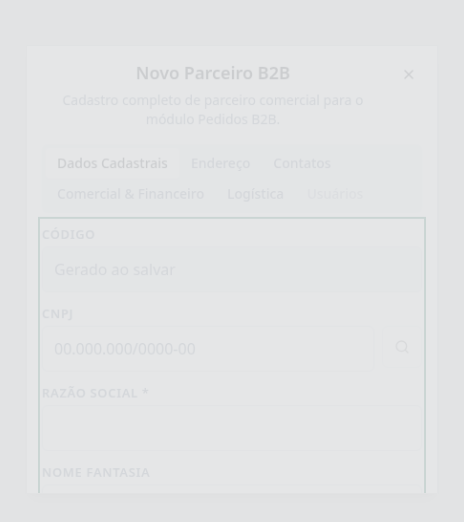 Novo Parceiro B2B
×
Cadastro completo de parceiro comercial para o
módulo Pedidos B2B.
Dados Cadastrais Endereço Contatos
Comercial & Financeiro Logística Usuários
CÓDIGO
Gerado ao salvar
CNPJ
00.000.000/0000-00
RAZÃO SOCIAL *
NOME FANTASIA